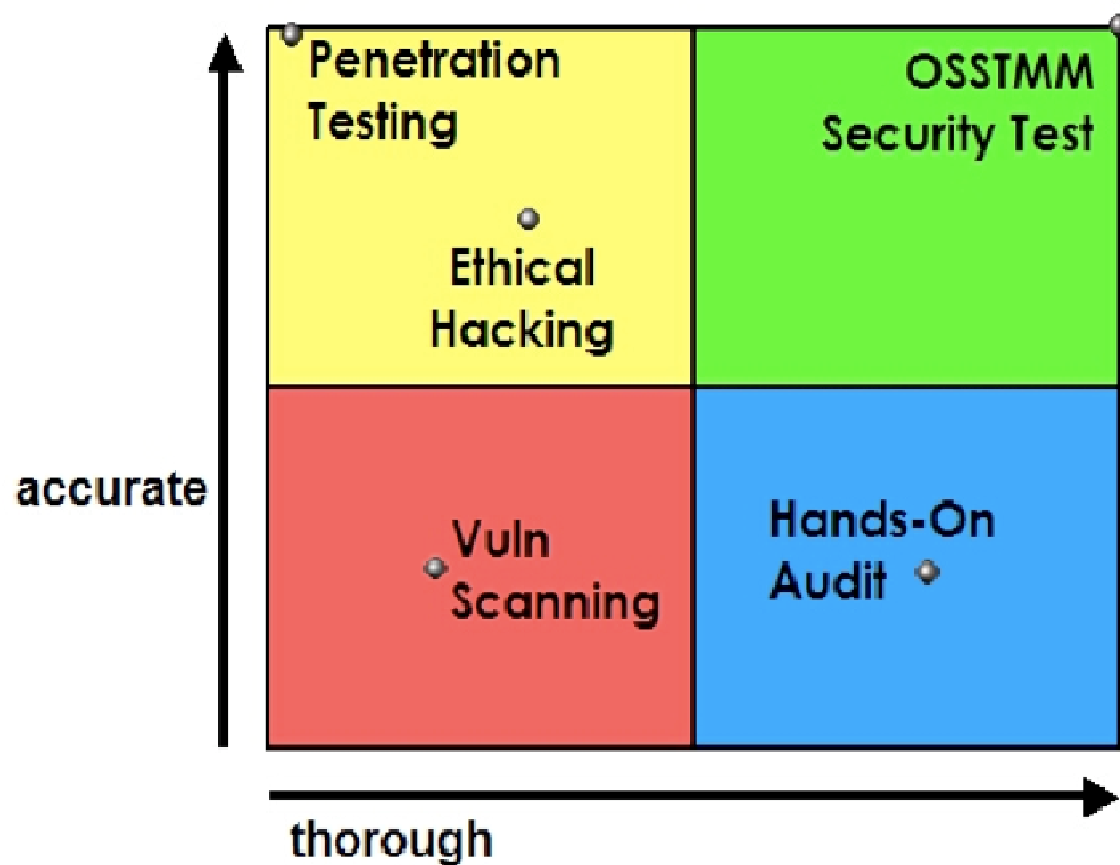 Penetration
Testing
OSSTMM
Security Test
Ethical
Hacking
accurate
Vuln
Scanning
Hands-On
Audit
thorough